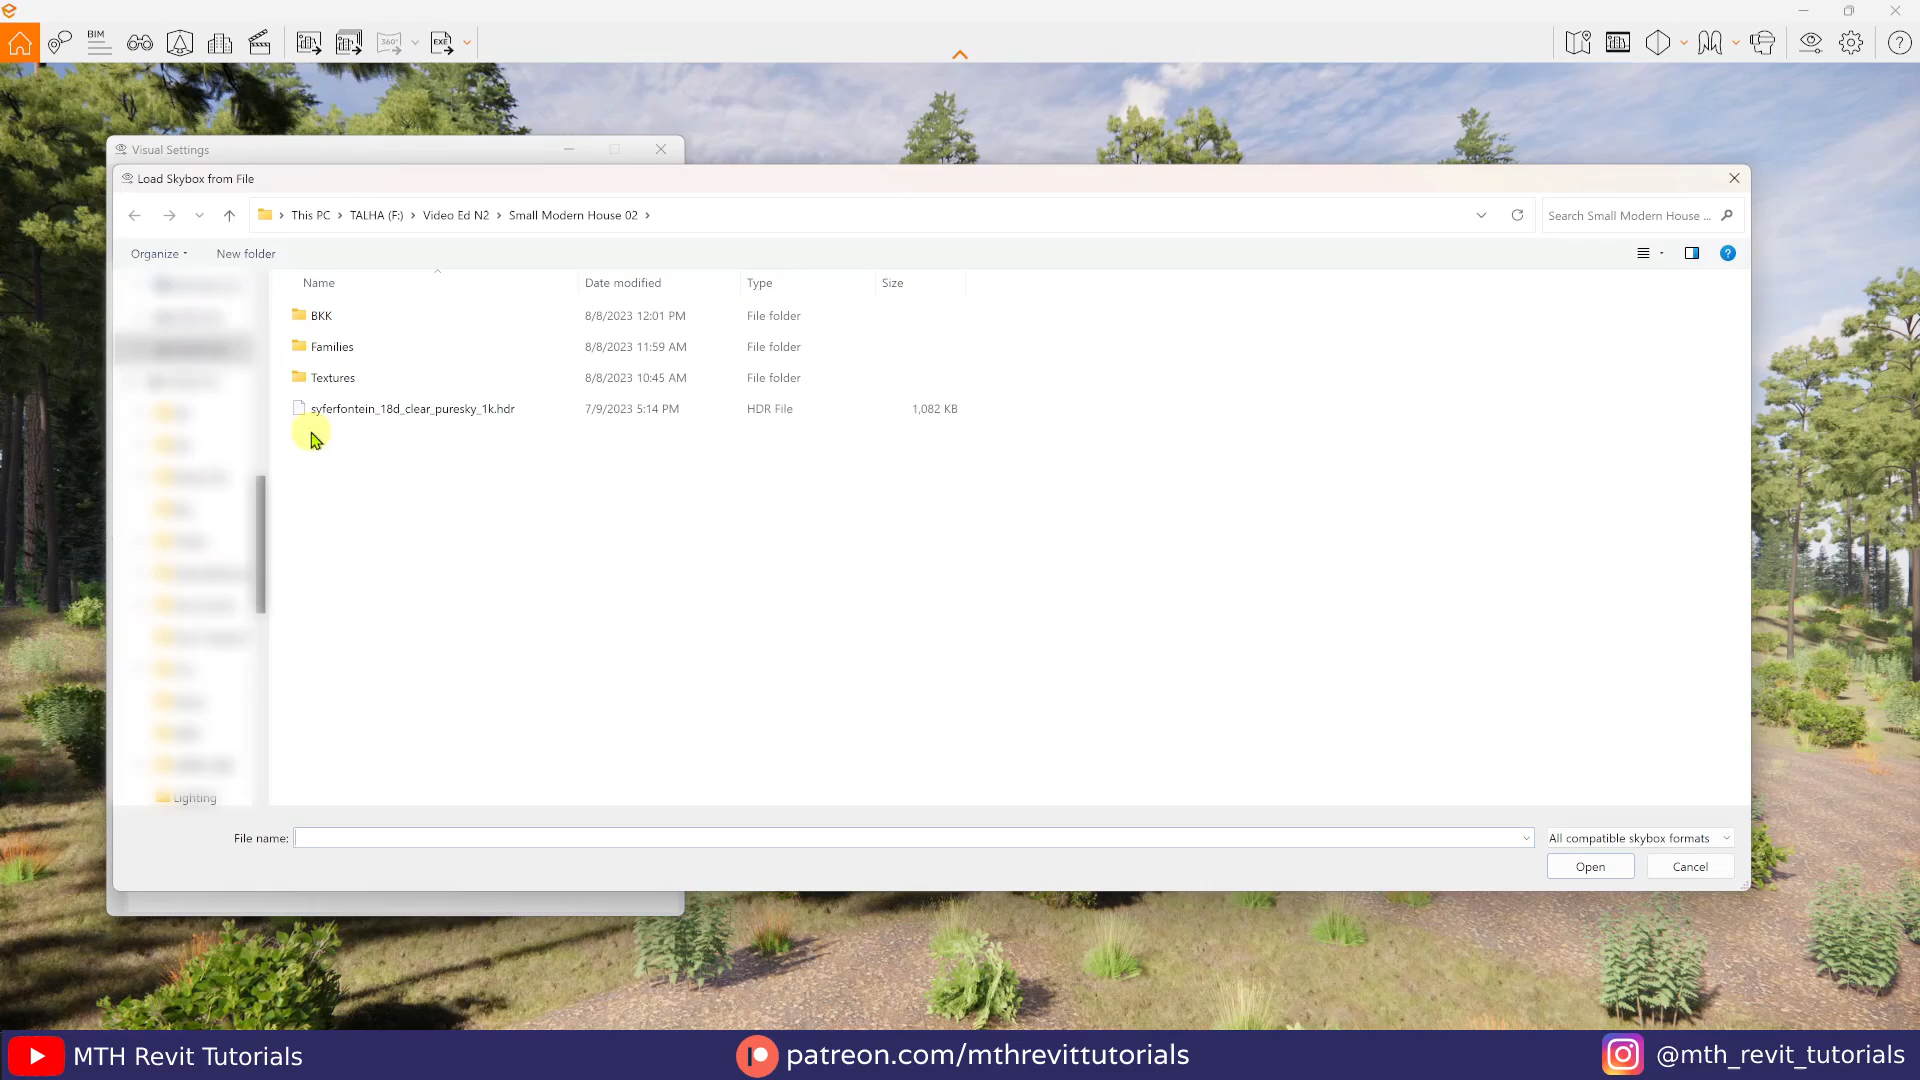 BIM
360°
EXE
Visual Settings
Load Skybox from File
This PC > TALHA (F:) > Video Ed N2 > Small Modern House 02 >
Search Small Modern House ...
Organize
New folder
Name
Date modified
Type
Size
BKK 8/8/2023 12:01 PM File folder
Families 8/8/2023 11:59 AM File folder
Textures 8/8/2023 10:45 AM File folder
syferfontein_18d_clear_puresky_1k.hdr 7/9/2023 5:14 PM HDR File 1,082 KB
Lighting
File name:
All compatible skybox formats
Open
Cancel
MTH Revit Tutorials
patreon.com/mthrevittutorials
@mth_revit_tutorials